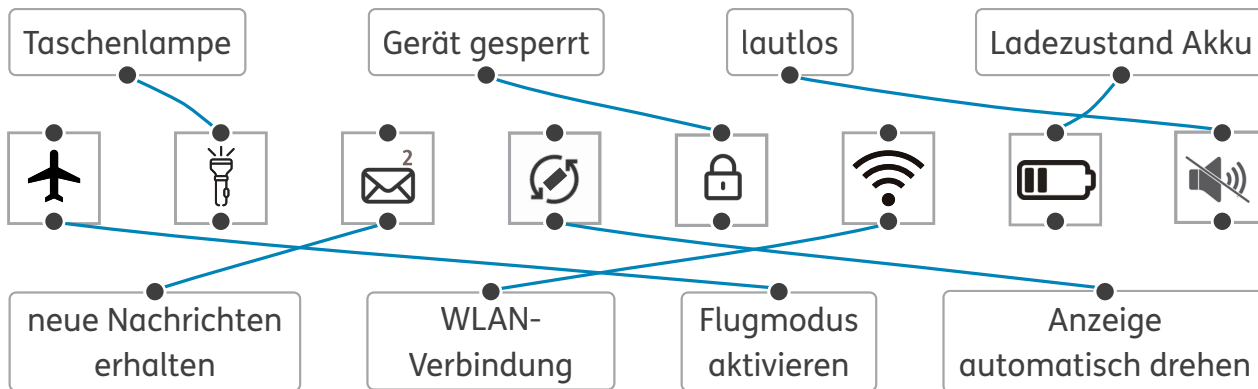 Taschenlampe
Gerät gesperrt
lautlos
Ladezustand Akku
2
neue Nachrichten
erhalten
WLAN-
Verbindung
Flugmodus
aktivieren
Anzeige
automatisch drehen